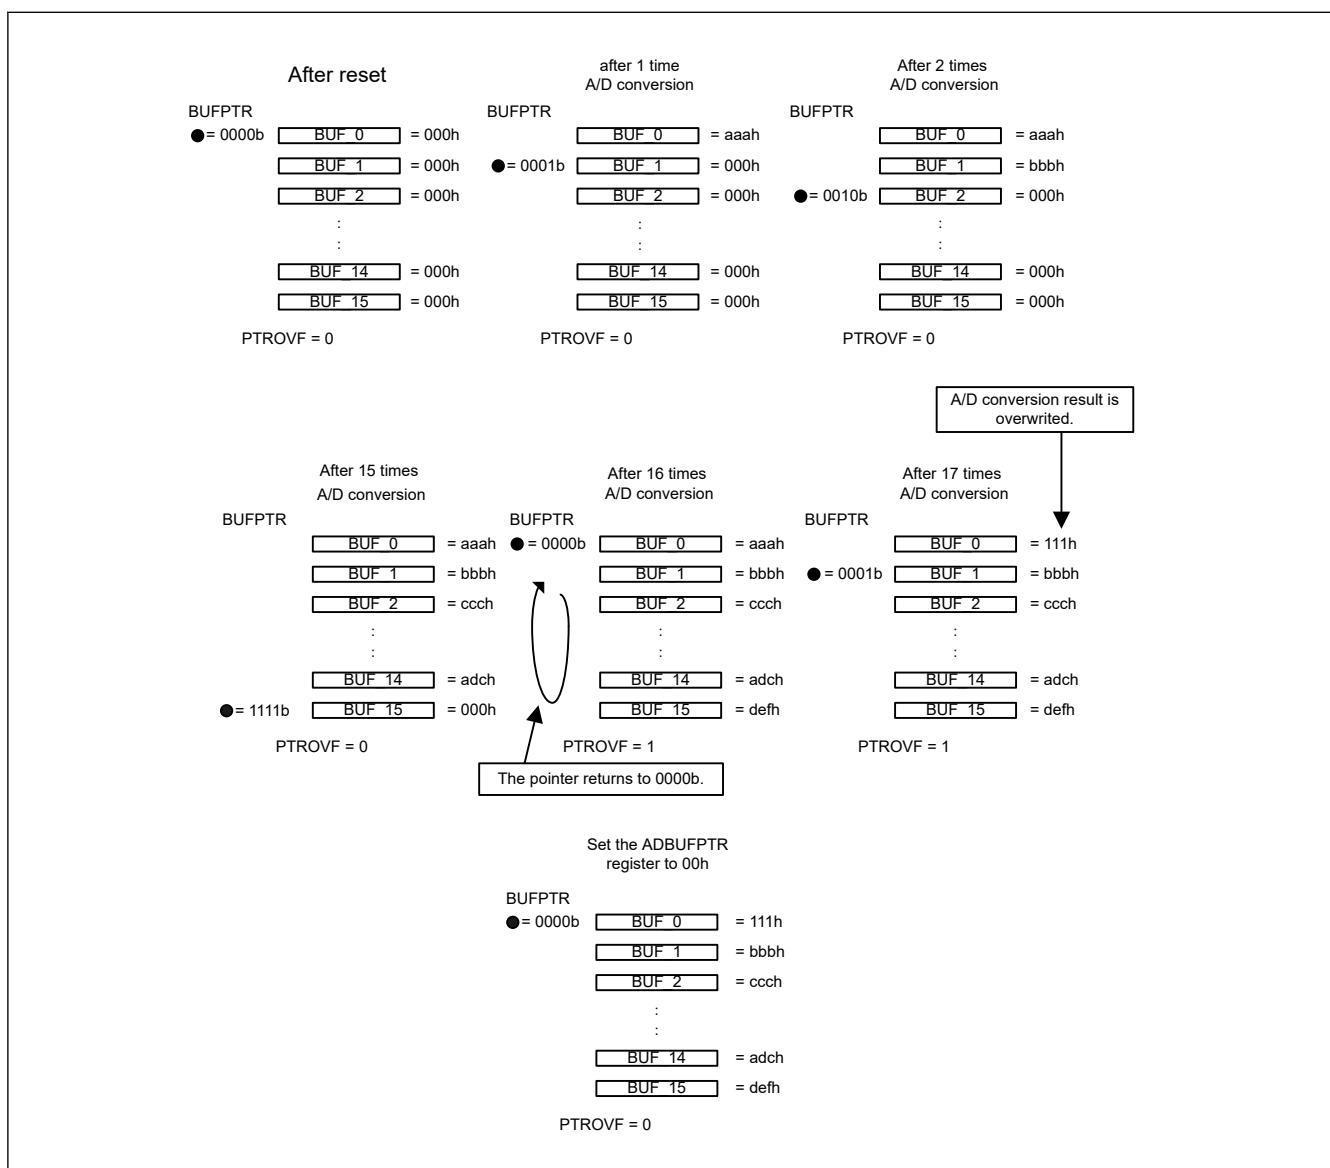 After reset
BUFPTR
= 0000b BUF_0 = 000h
BUF_1 = 000h
BUF_2 = 000h
:
:
BUF_14 = 000h
BUF_15 = 000h
PTROVF = 0
after 1 time
A/D conversion
BUFPTR
BUF_0 = aaah
= 0001b BUF_1 = 000h
BUF_2 = 000h
:
:
BUF_14 = 000h
BUF_15 = 000h
PTROVF = 0
After 2 times
A/D conversion
BUFPTR
BUF_0 = aaah
BUF_1 = bbbh
= 0010b BUF_2 = 000h
:
:
BUF_14 = 000h
BUF_15 = 000h
PTROVF = 0
After 15 times
A/D conversion
BUFPTR
BUF_0 = aaah
BUF_1 = bbbh
BUF_2 = ccch
:
:
BUF_14 = adch
= 1111b BUF_15 = 000h
PTROVF = 0
After 16 times
A/D conversion
BUFPTR
= 0000b BUF_0 = aaah
BUF_1 = bbbh
BUF_2 = ccch
:
:
BUF_14 = adch
BUF_15 = defh
PTROVF = 1
The pointer returns to 0000b.
A/D conversion result is
overwrited.
After 17 times
A/D conversion
BUFPTR
BUF_0 = 111h
= 0001b BUF_1 = bbbh
BUF_2 = ccch
:
:
BUF_14 = adch
BUF_15 = defh
PTROVF = 1
Set the ADBUFPTR
register to 00h
BUFPTR
= 0000b BUF_0 = 111h
BUF_1 = bbbh
BUF_2 = ccch
:
:
BUF_14 = adch
BUF_15 = defh
PTROVF = 0